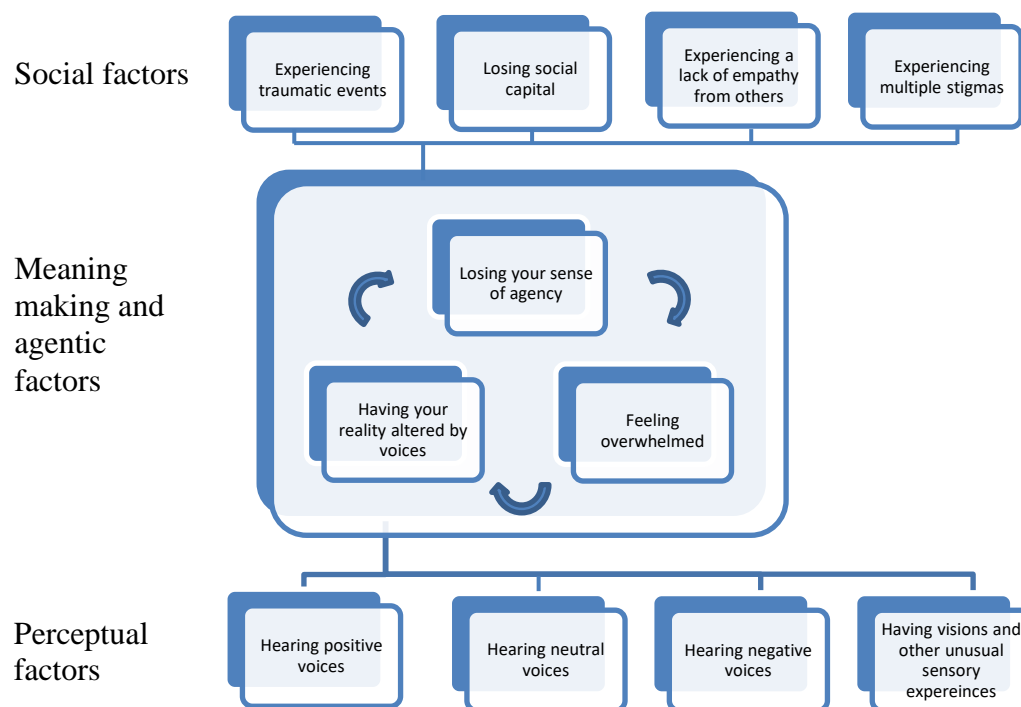 Social factors
Experiencing
traumatic events
Losing social
capital
Experiencing a
lack of empathy
from others
Experiencing
multiple stigmas
Meaning
making and
agentic
factors
Losing your sense
of agency
Having your
reality altered by
voices
Feeling
overwhelmed
Perceptual
factors
Hearing positive
voices
Hearing neutral
voices
Hearing negative
voices
Having visions and
other unusual
sensory
expereinces